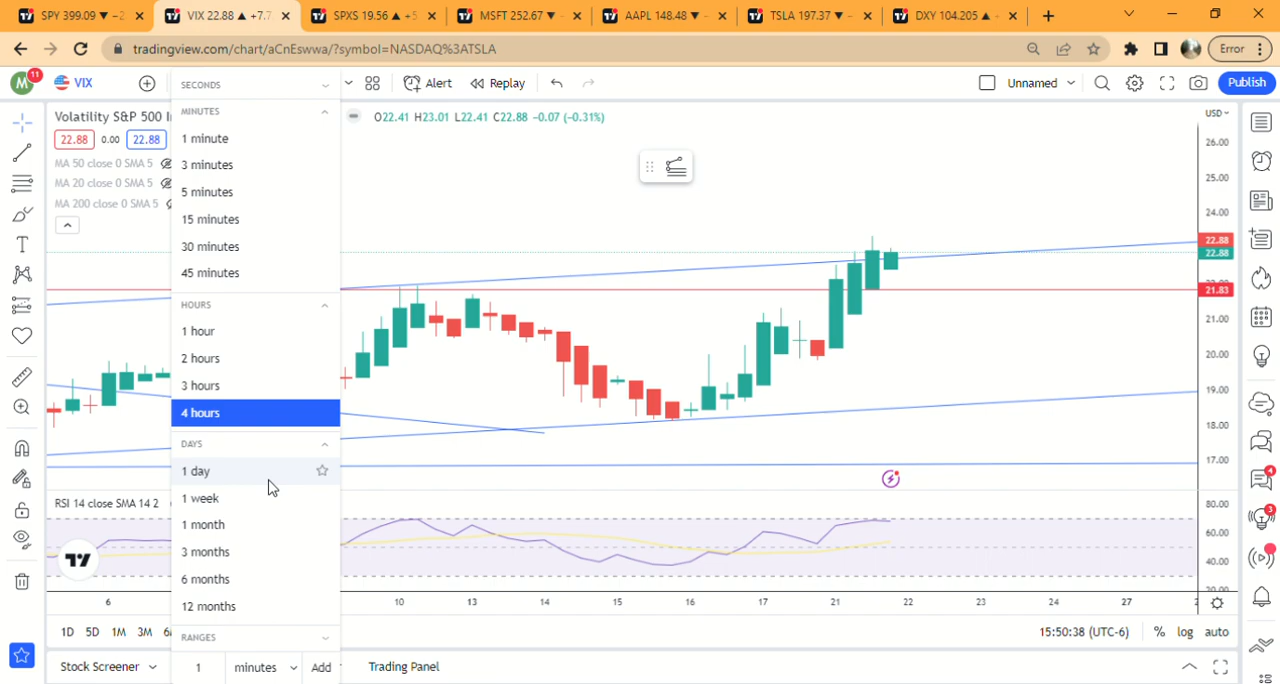 SPY 399.09 ▼ −2
VIX 22.88 ▲ +7.7
SPXS 19.56 ▲ +5
MSFT 252.67 ▼ −
AAPL 148.48 ▼ −
TSLA 197.37 ▼ −
DXY 104.205 ▲ +
tradingview.com/chart/aCnEswwa/?symbol=NASDAQ%3ATSLA
Error
M
11
VIX
Alert
Replay
Unnamed
Publish
SECONDS
MINUTES
1 minute
3 minutes
5 minutes
15 minutes
30 minutes
45 minutes
HOURS
1 hour
2 hours
3 hours
4 hours
DAYS
1 day
1 week
1 month
3 months
6 months
12 months
RANGES
1
minutes
Add
Volatility S&P 500 I
O22.41 H23.01 L22.41 C22.88 −0.07 (−0.31%)
22.88 0.00 22.88
MA 50 close 0 SMA 5
MA 20 close 0 SMA 5
MA 200 close 0 SMA 5
USD
26.00
25.00
24.00
22.88
22.88
21.83
21.00
20.00
19.00
18.00
17.00
RSI 14 close SMA 14 2
80.00
60.00
40.00
30.00
6 10 13 14 15 16 17 21 22 23 24 27
1D 5D 1M 3M
15:50:38 (UTC-6)
% log auto
Stock Screener
Trading Panel
4
3